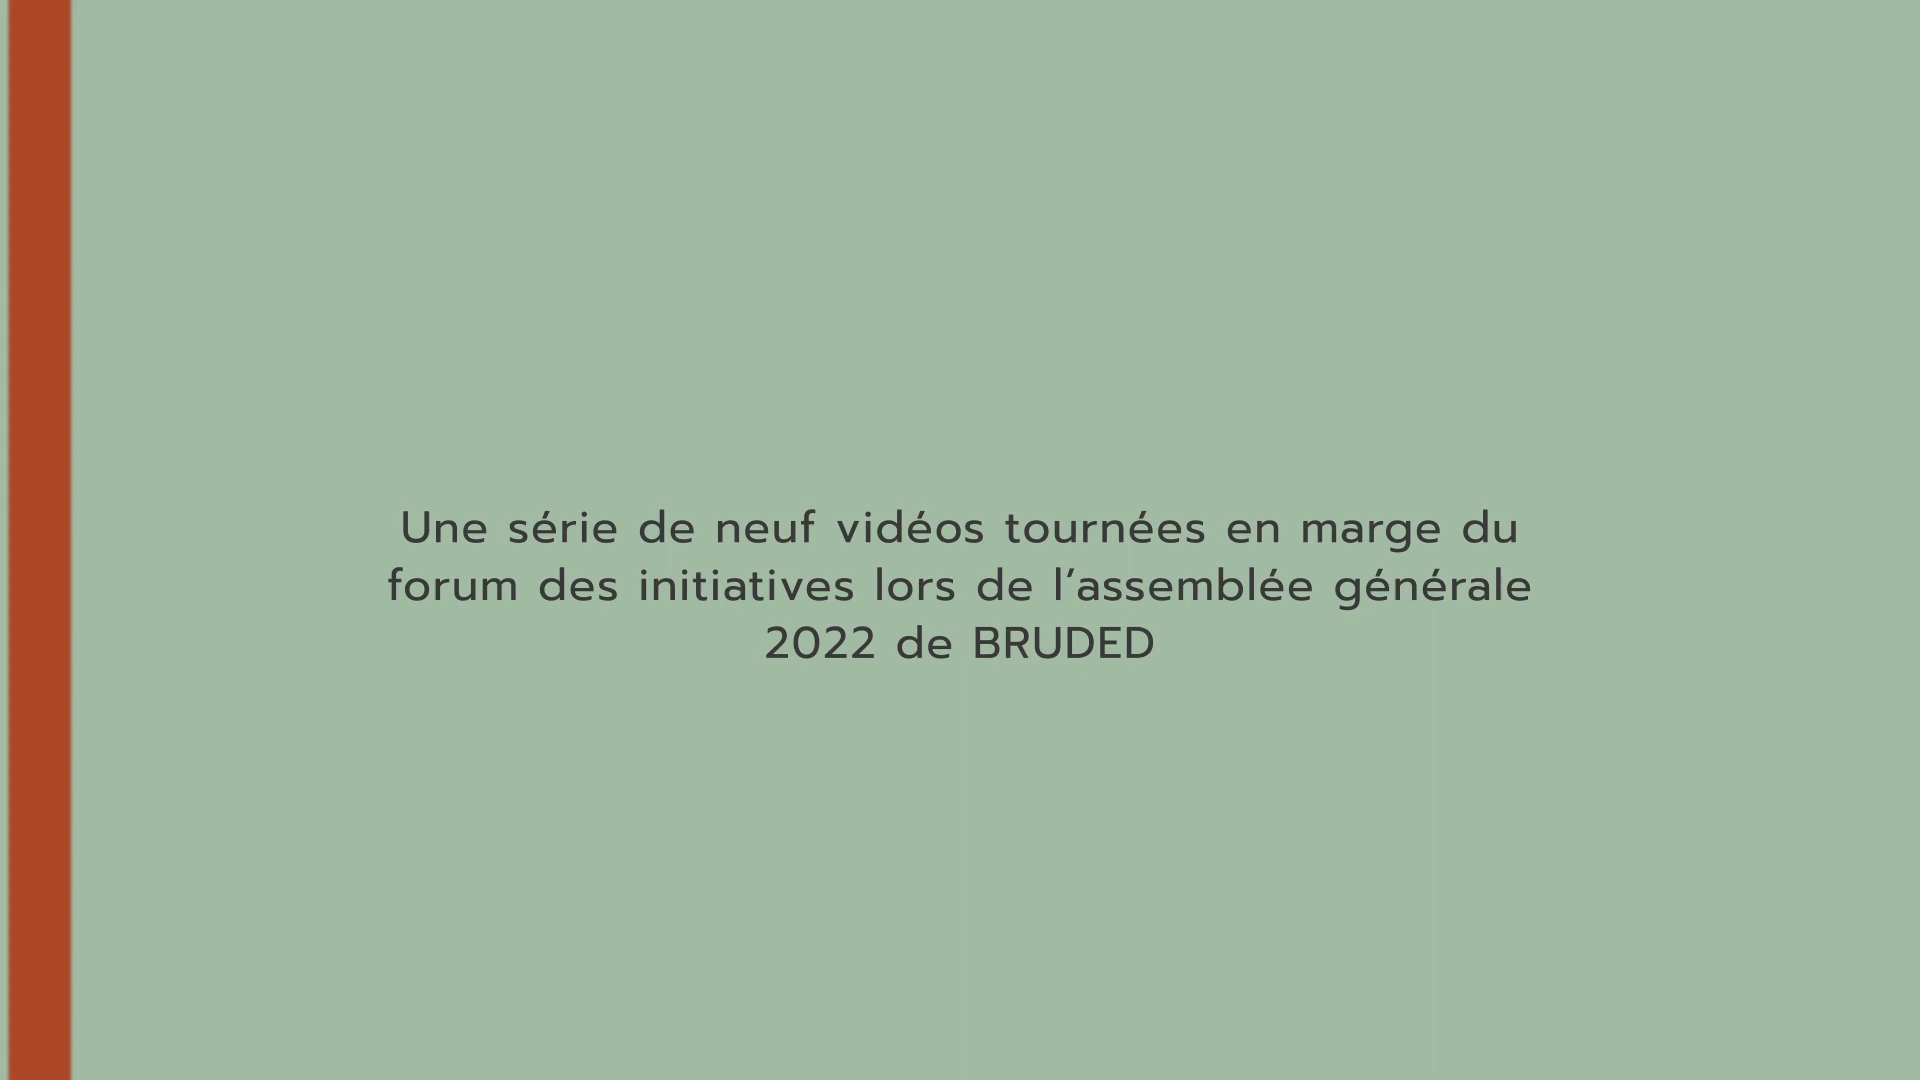 Une série de neuf vidéos tournées en marge du
forum des initiatives lors de l’assemblée générale
2022 de BRUDED